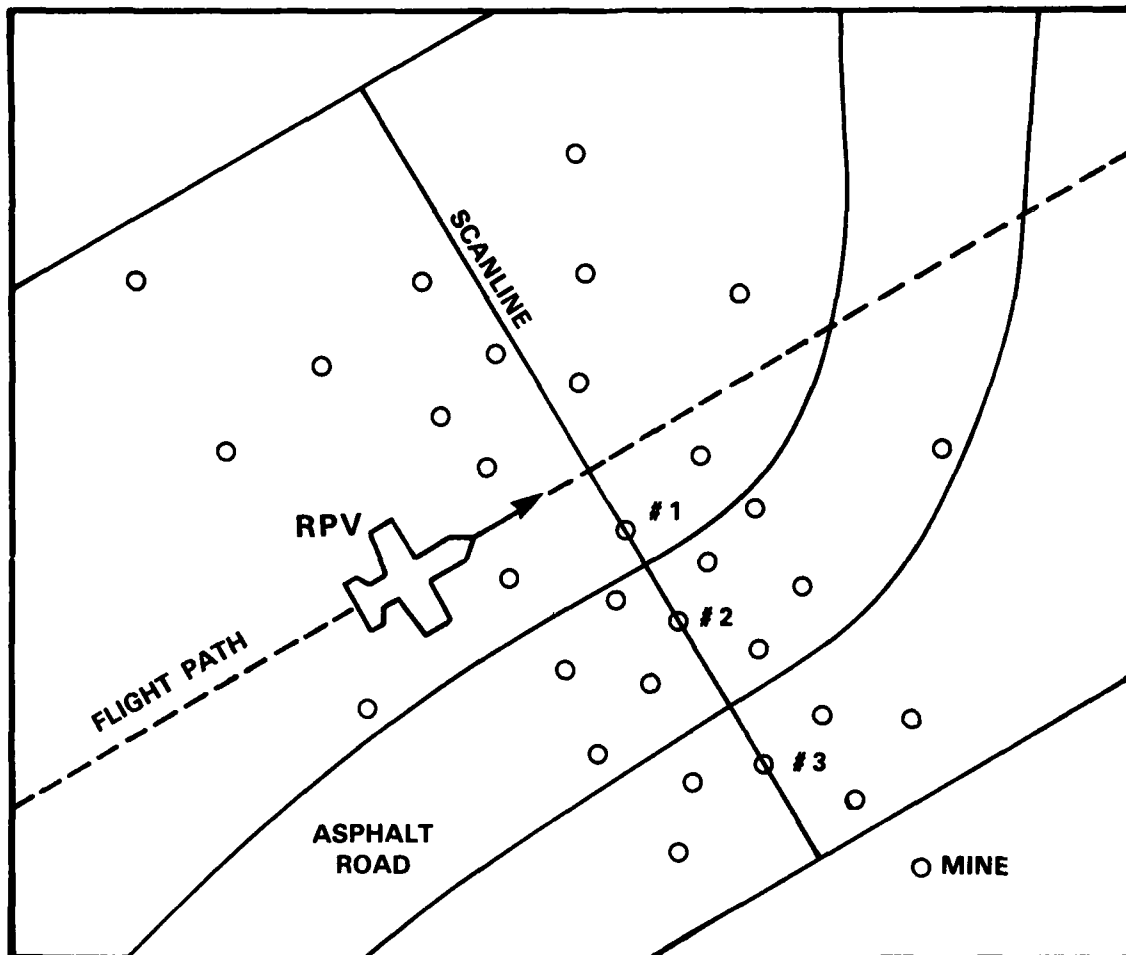 SCANLINE
# 1
RPV
# 2
FLIGHT PATH
# 3
ASPHALT
ROAD
MINE